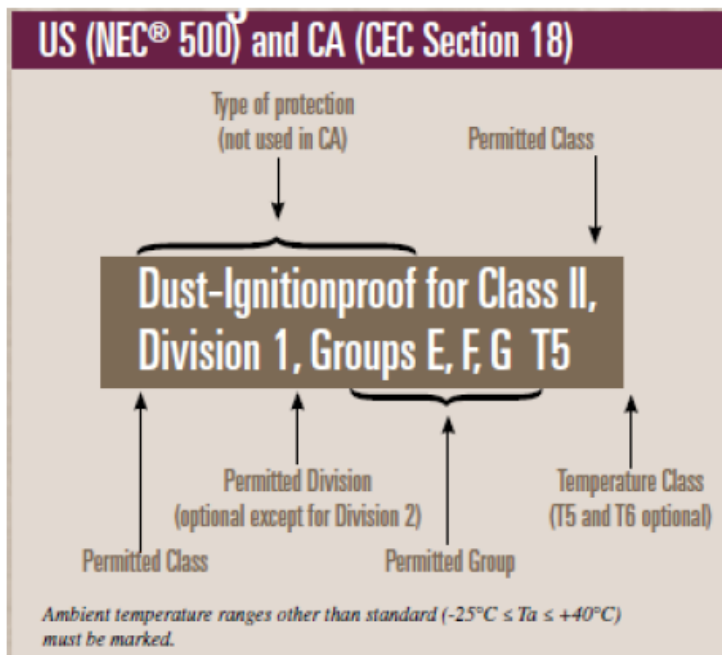 US (NEC® 500) and CA (CEC Section 18)
Type of protection
(not used in CA)
Permitted Class
Dust-Ignitionproof for Class II,
Division 1, Groups E, F, G T5
Permitted Division
(optional except for Division 2)
Temperature Class
(T5 and T6 optional)
Permitted Class
Permitted Group
Ambient temperature ranges other than standard (-25°C ≤ Ta ≤ +40°C)
must be marked.